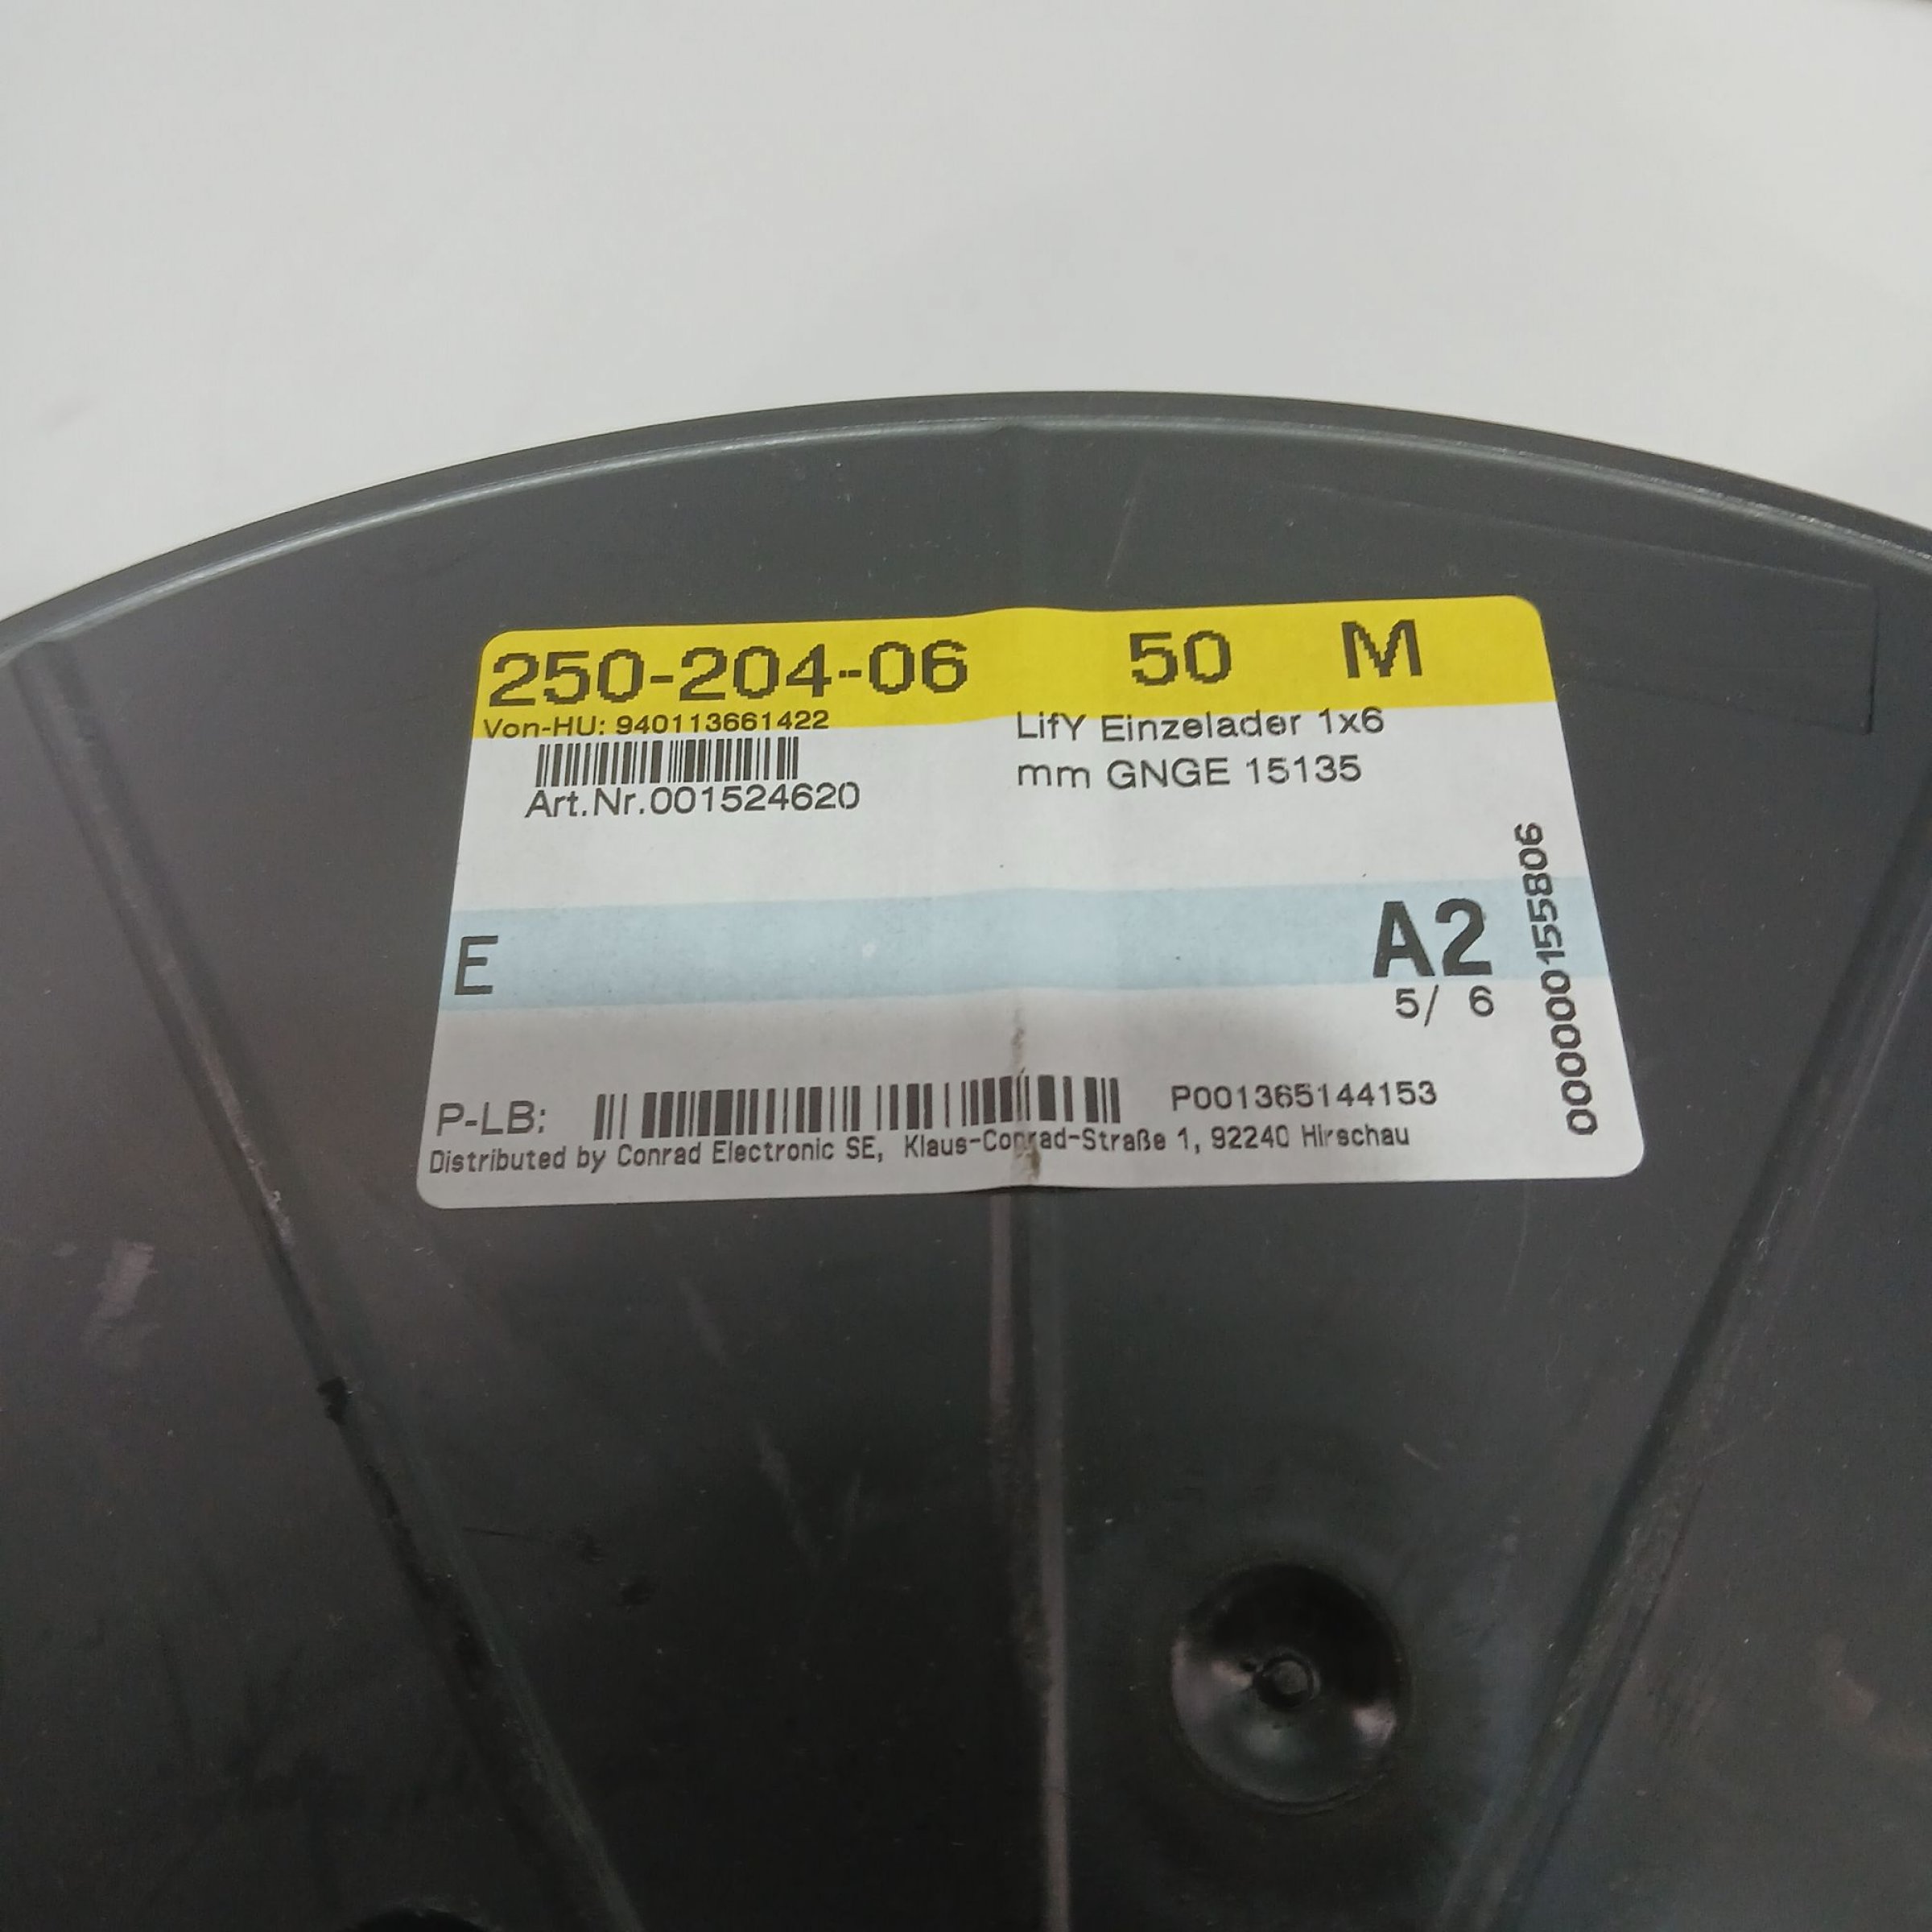 250-204-06 50 M
Von-HU: 940113661422
LifY Einzelader 1x6
mm GNGE 15135
Art.Nr.001524620
E
A2
5/ 6
0000000155806
P-LB: P001365144153
Distributed by Conrad Electronic SE, Klaus-Conrad-Straße 1, 92240 Hirschau